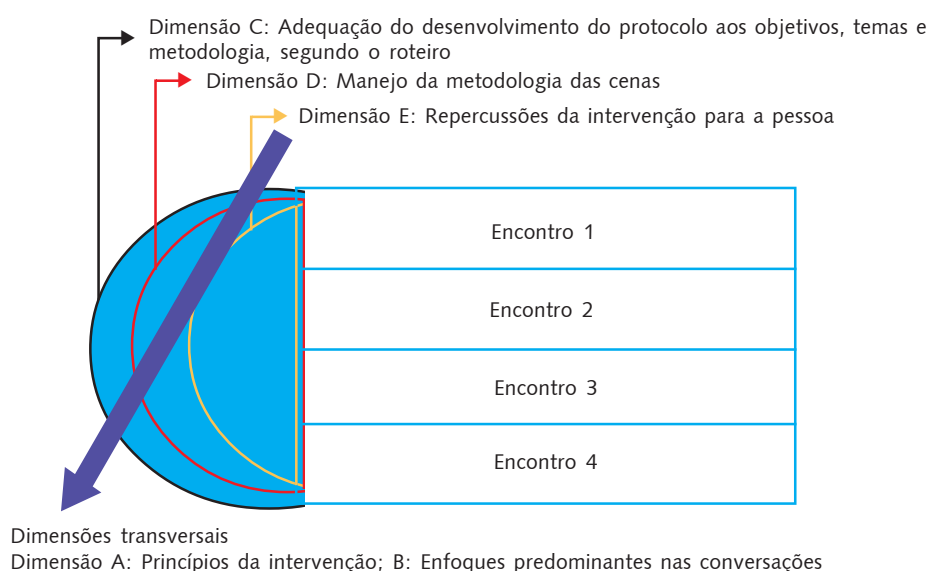 Dimensão C: Adequação do desenvolvimento do protocolo aos objetivos, temas e
metodologia, segundo o roteiro
Dimensão D: Manejo da metodologia das cenas
Dimensão E: Repercussões da intervenção para a pessoa
Encontro 1
Encontro 2
Encontro 3
Encontro 4
Dimensões transversais
Dimensão A: Princípios da intervenção; B: Enfoques predominantes nas conversações